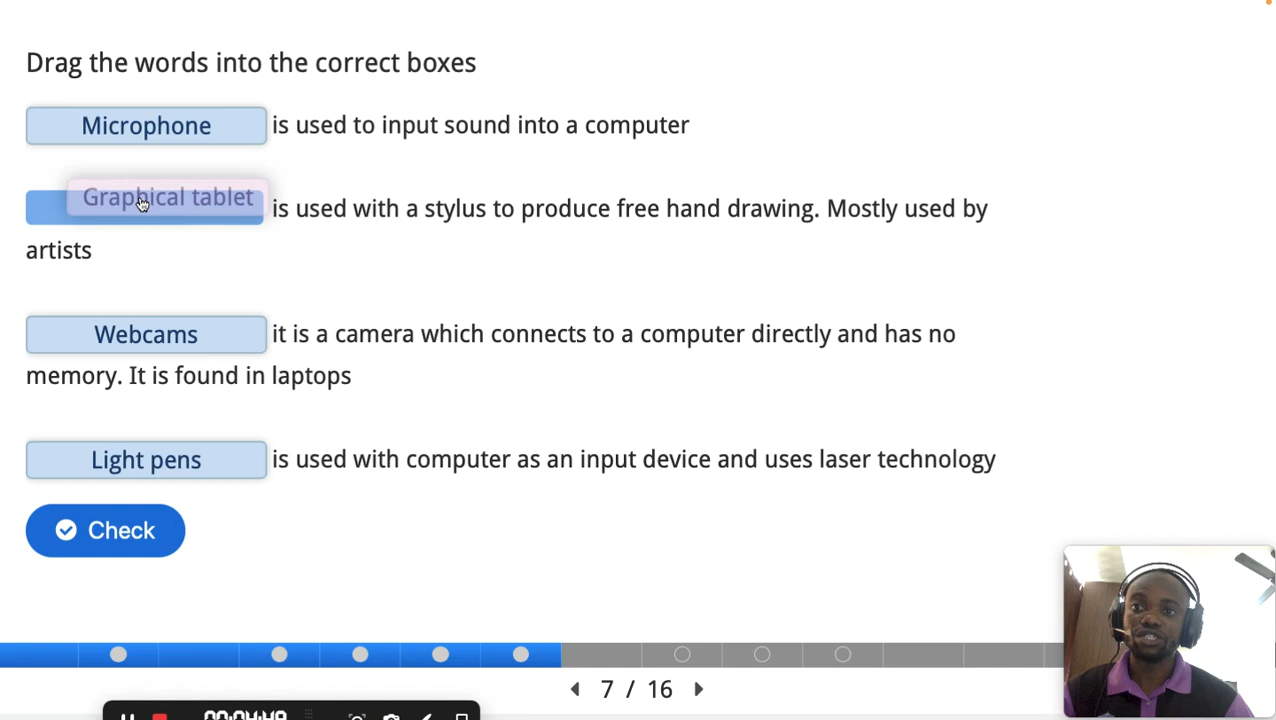 Drag the words into the correct boxes
Microphone is used to input sound into a computer
Graphical tablet is used with a stylus to produce free hand drawing. Mostly used by
artists
Webcams it is a camera which connects to a computer directly and has no
memory. It is found in laptops
Light pens is used with computer as an input device and uses laser technology
Check
7 / 16